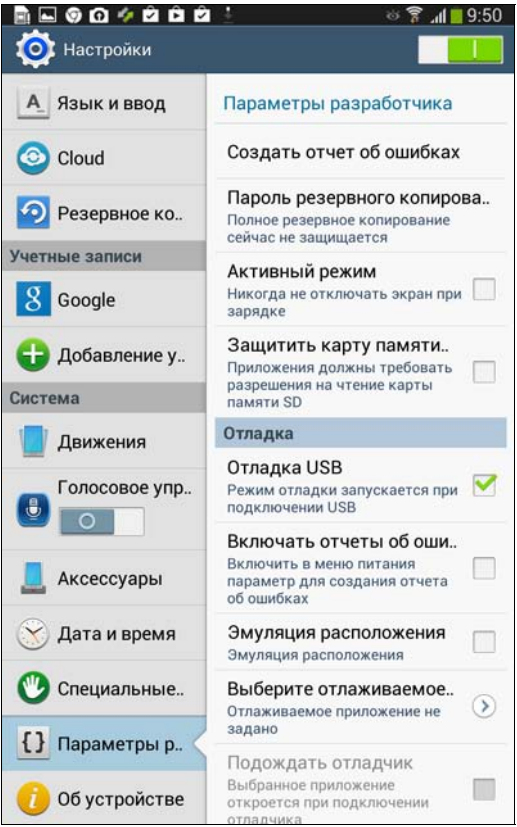 9:50
Настройки
Язык и ввод
Cloud
Резервное ко..
Учетные записи
Google
Добавление у..
Система
Движения
Голосовое упр..
Аксессуары
Дата и время
Специальные..
Параметры р..
Об устройстве
Параметры разработчика
Создать отчет об ошибках
Пароль резервного копирова..
Полное резервное копирование
сейчас не защищается
Активный режим
Никогда не отключать экран при
зарядке
Защитить карту памяти..
Приложения должны требовать
разрешения на чтение карты
памяти SD
Отладка
Отладка USB
Режим отладки запускается при
подключении USB
Включать отчеты об оши..
Включить в меню питания
параметр для создания отчета
об ошибках
Эмуляция расположения
Эмуляция расположения
Выберите отлаживаемое..
Отлаживаемое приложение не
задано
Подождать отладчик
Выбранное приложение
откроется при подключении
отладчика